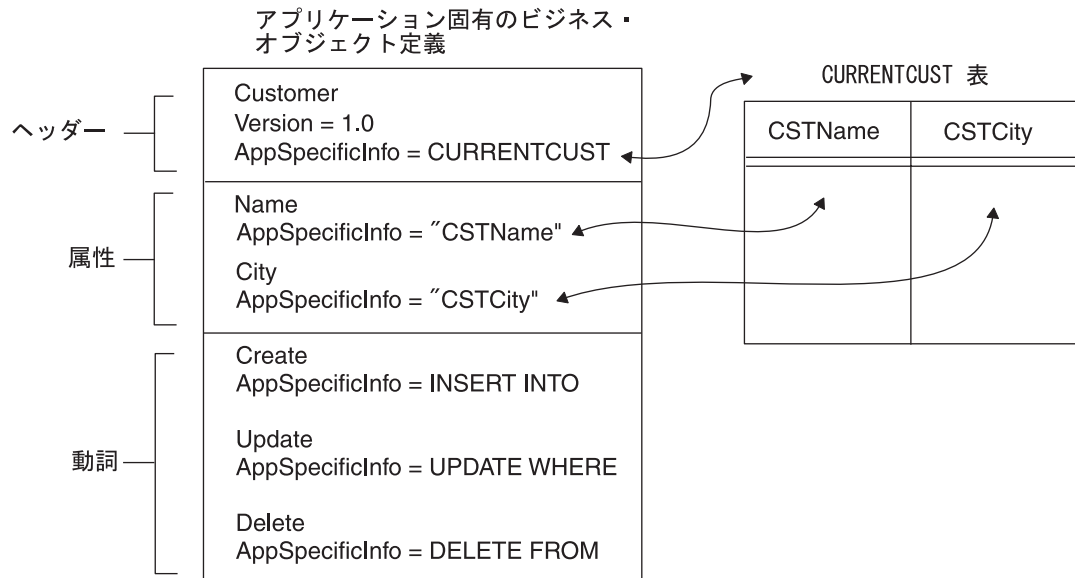 アプリケーション固有のビジネス・
オブジェクト定義
CURRENTCUST 表
ヘッダー
Customer
Version = 1.0
AppSpecificInfo = CURRENTCUST
CSTName
CSTCity
属性
Name
AppSpecificInfo = ″CSTName"
City
AppSpecificInfo = ″CSTCity"
動詞
Create
AppSpecificInfo = INSERT INTO
Update
AppSpecificInfo = UPDATE WHERE
Delete
AppSpecificInfo = DELETE FROM